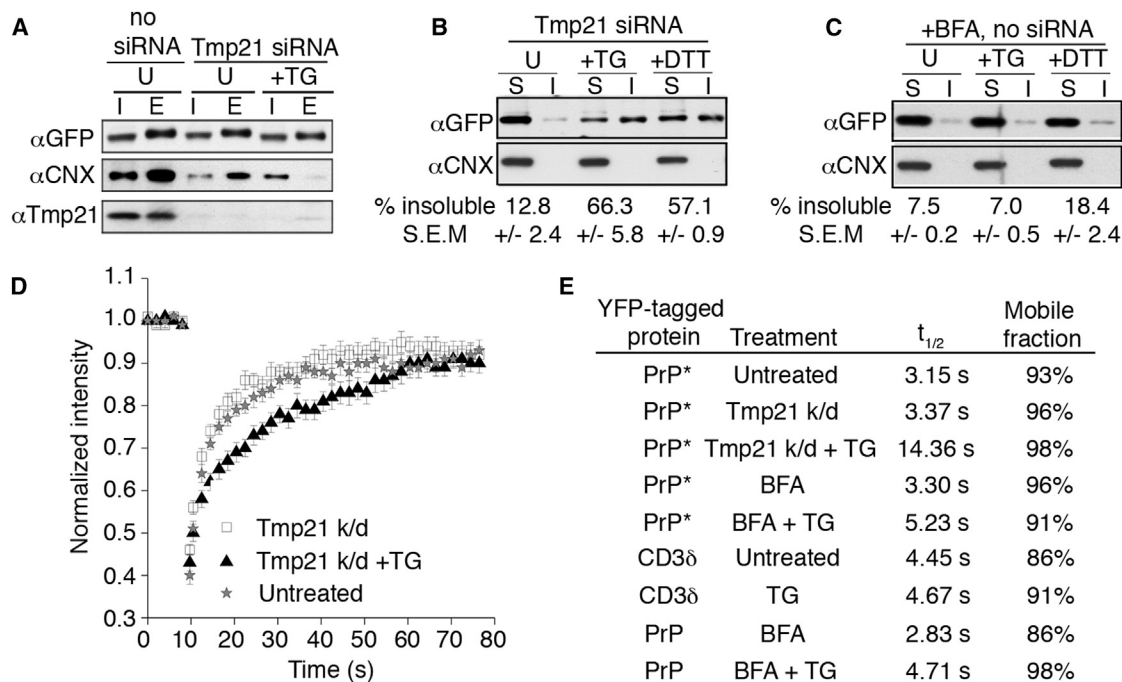 A
no
siRNA Tmp21 siRNA
U U +TG
I E I E I E
αGFP
αCNX
αTmp21
B
Tmp21 siRNA
U +TG +DTT
S I S I S I
αGFP
αCNX
% insoluble 12.8 66.3 57.1
S.E.M +/- 2.4 +/- 5.8 +/- 0.9
C
+BFA, no siRNA
U +TG +DTT
S I S I S I
αGFP
αCNX
% insoluble 7.5 7.0 18.4
S.E.M +/- 0.2 +/- 0.5 +/- 2.4
D
Normalized intensity
1.1
1.0
0.9
0.8
0.7
0.6
0.5
0.4
0.3
Tmp21 k/d
Tmp21 k/d +TG
Untreated
0 10 20 30 40 50 60 70 80
Time (s)
E
YFP-tagged protein Treatment t1/2 Mobile fraction
PrP* Untreated 3.15 s 93%
PrP* Tmp21 k/d 3.37 s 96%
PrP* Tmp21 k/d + TG 14.36 s 98%
PrP* BFA 3.30 s 96%
PrP* BFA + TG 5.23 s 91%
CD3δ Untreated 4.45 s 86%
CD3δ TG 4.67 s 91%
PrP BFA 2.83 s 86%
PrP BFA + TG 4.71 s 98%